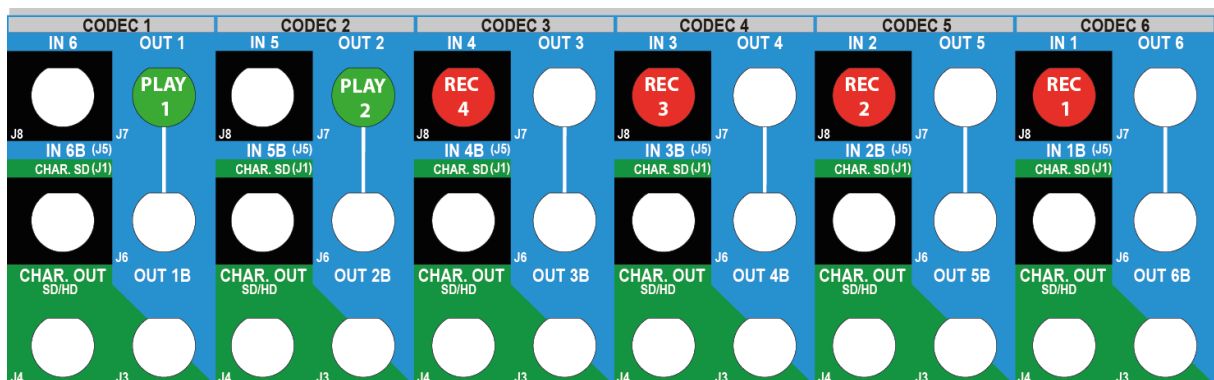 CODEC 1 CODEC 2 CODEC 3 CODEC 4 CODEC 5 CODEC 6
IN 6 OUT 1 IN 5 OUT 2 IN 4 OUT 3 IN 3 OUT 4 IN 2 OUT 5 IN 1 OUT 6
PLAY PLAY REC REC REC REC
1 2 4 3 2 1
J8 J7 J8 J7 J8 J7 J8 J7 J8 J7 J8 J7
IN 6B (J5) IN 5B (J5) IN 4B (J5) IN 3B (J5) IN 2B (J5) IN 1B (J5)
CHAR. SD (J1) CHAR. SD (J1) CHAR. SD (J1) CHAR. SD (J1) CHAR. SD (J1) CHAR. SD (J1)
J6 J6 J6 J6 J6 J6
CHAR. OUT OUT 1B CHAR. OUT OUT 2B CHAR. OUT OUT 3B CHAR. OUT OUT 4B CHAR. OUT OUT 5B CHAR. OUT OUT 6B
SD/HD SD/HD SD/HD SD/HD SD/HD SD/HD
J4 J3 J4 J3 J4 J3 J4 J3 J4 J3 J4 J3